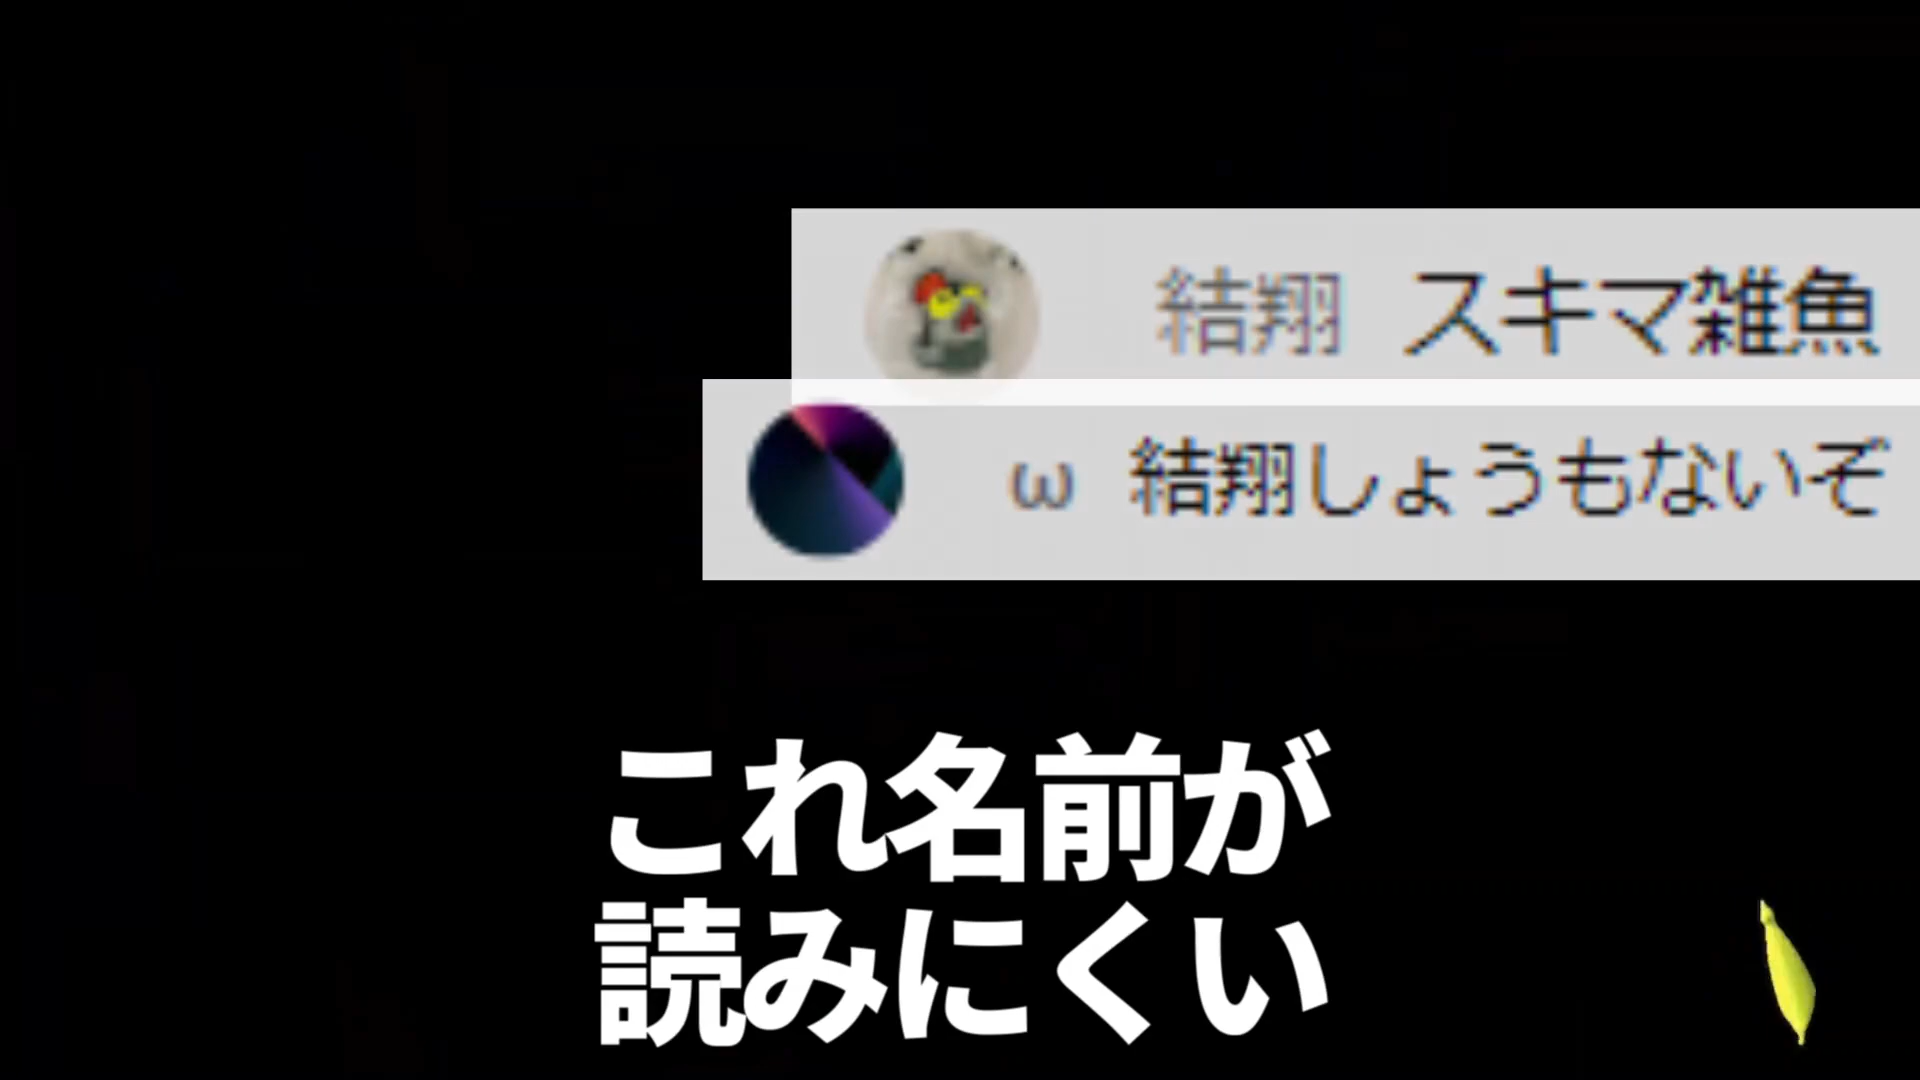 結翔 スキマ雑魚
ω 結翔しょうもないぞ
これ名前が
読みにくい